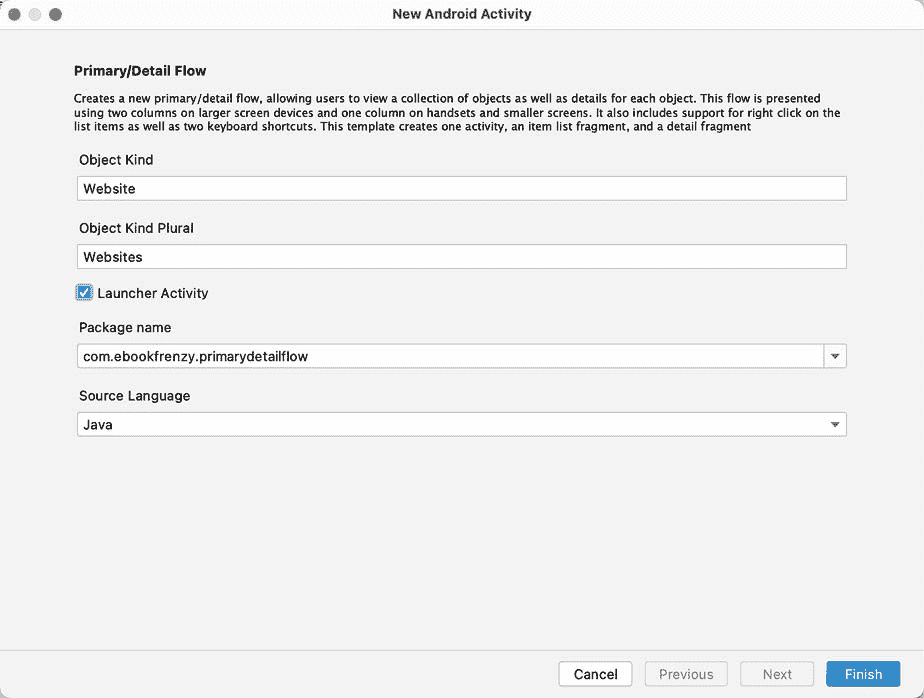 New Android Activity
Primary/Detail Flow
Creates a new primary/detail flow, allowing users to view a collection of objects as well as details for each object. This flow is presented
using two columns on larger screen devices and one column on handsets and smaller screens. It also includes support for right click on the
list items as well as two keyboard shortcuts. This template creates one activity, an item list fragment, and a detail fragment
Object Kind
Website
Object Kind Plural
Websites
Launcher Activity
Package name
com.ebookfrenzy.primarydetailflow
Source Language
Java
Cancel Previous Next Finish